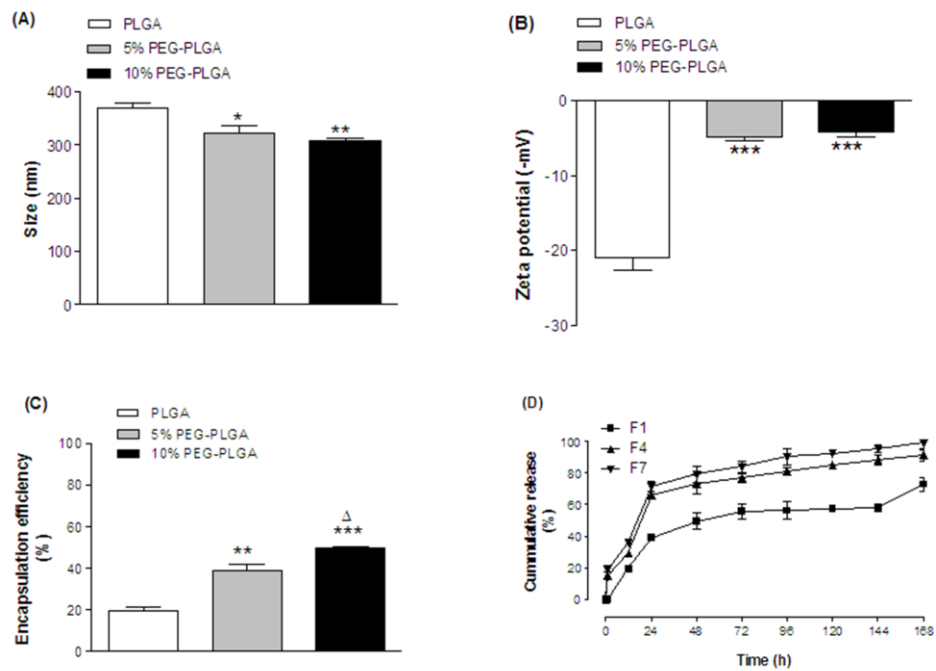 (A)
PLGA
5% PEG-PLGA
10% PEG-PLGA
Size (nm)
400
300
200
100
0
*
**
(B)
PLGA
5% PEG-PLGA
10% PEG-PLGA
Zeta potential (-mV)
0
-10
-20
-30
***
***
(C)
PLGA
5% PEG-PLGA
10% PEG-PLGA
Encapsulation efficiency
(%)
100
80
60
40
20
0
**
Δ
***
(D)
F1
F4
F7
Cummulative release
(%)
100
80
60
40
20
0
0 24 48 72 96 120 144 168
Time (h)